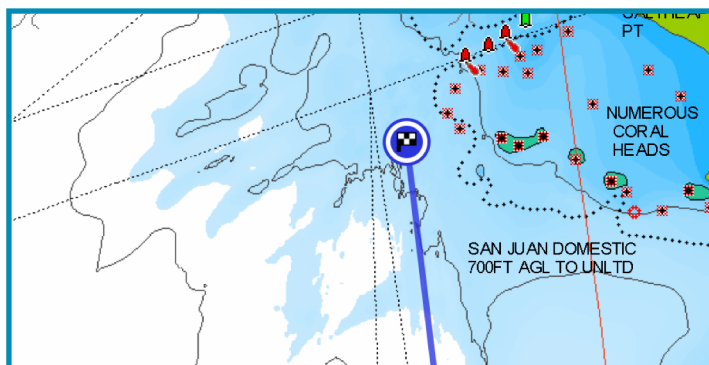 PT
NUMEROUS
CORAL
HEADS
SAN JUAN DOMESTIC
700FT AGL TO UNLTD